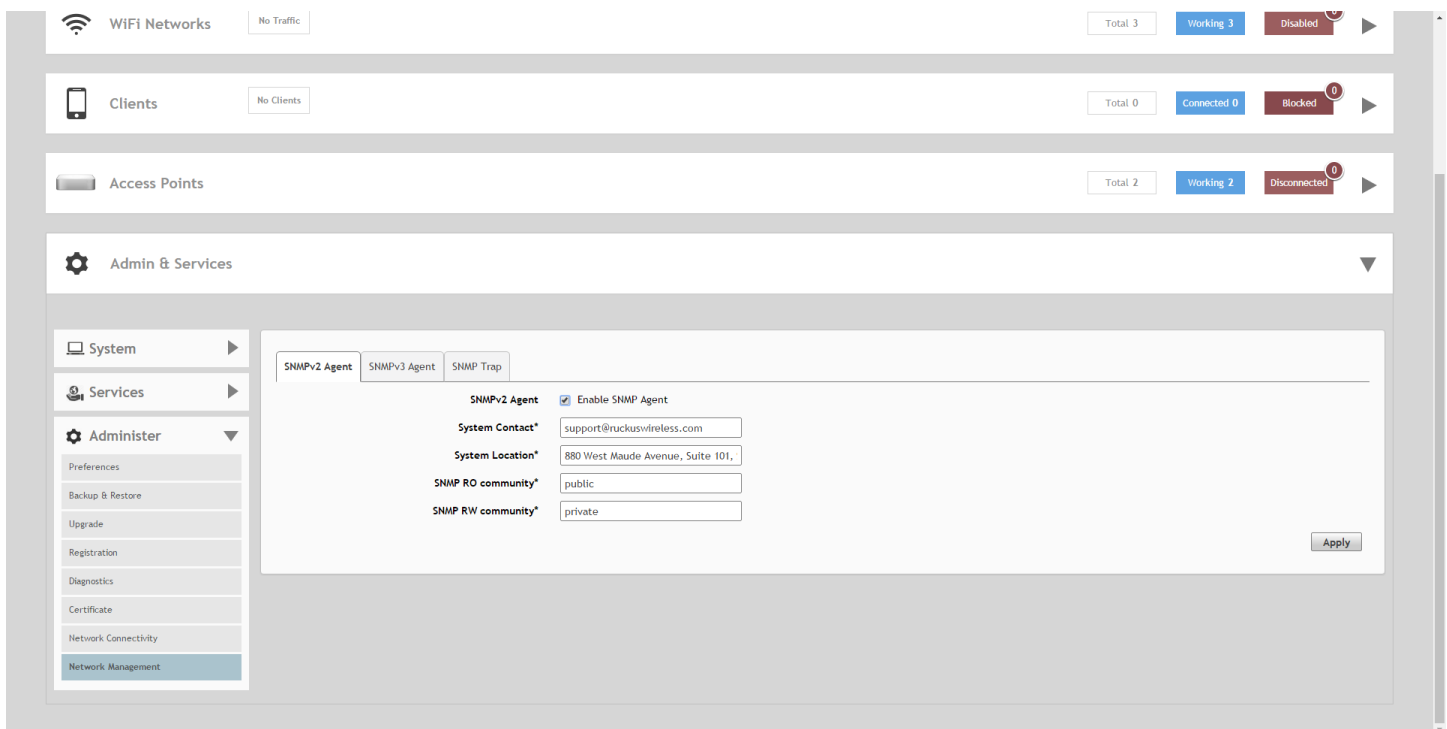 WiFi Networks No Traffic Total 3 Working 3 Disabled 0
Clients No Clients Total 0 Connected 0 Blocked 0
Access Points Total 2 Working 2 Disconnected 0
Admin & Services
System
Services
Administer
Preferences
Backup & Restore
Upgrade
Registration
Diagnostics
Certificate
Network Connectivity
Network Management
SNMPv2 Agent SNMPv3 Agent SNMP Trap
SNMPv2 Agent Enable SNMP Agent
System Contact* support@ruckuswireless.com
System Location* 880 West Maude Avenue, Suite 101,
SNMP RO community* public
SNMP RW community* private
Apply